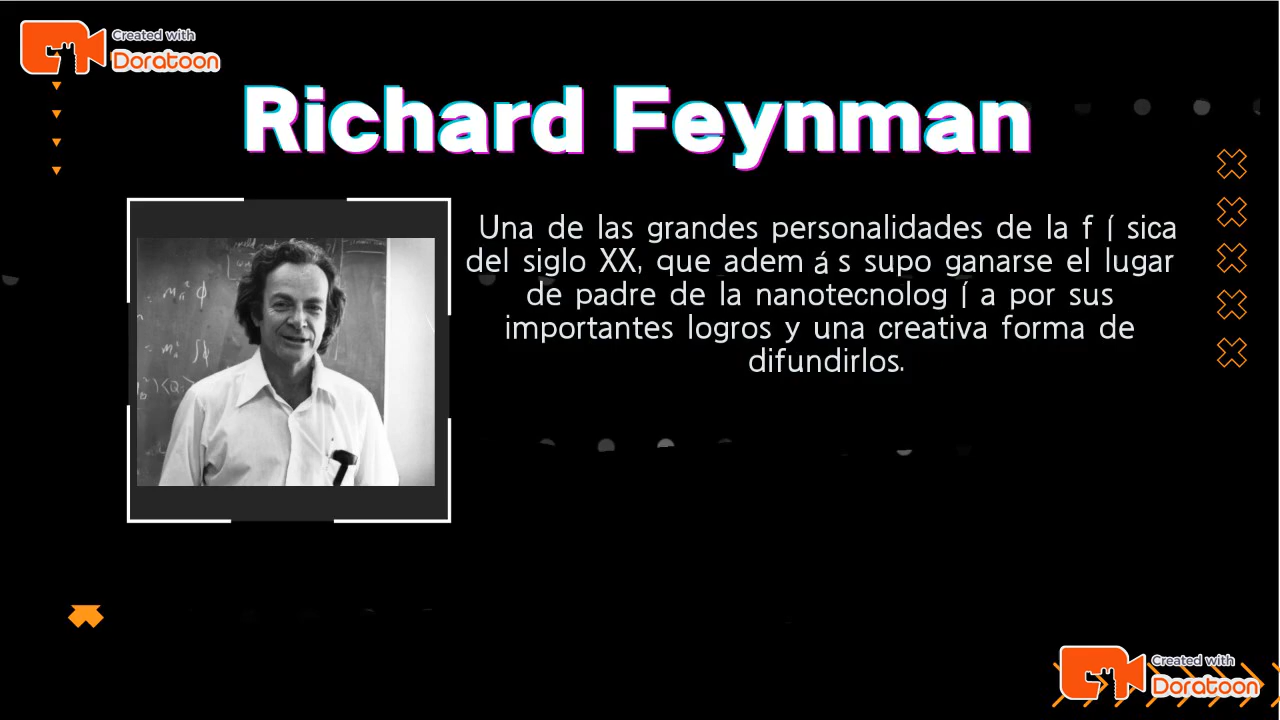 Created with
Doratoon
Richard Feynman
Una de las grandes personalidades de la f í sica
del siglo XX, que adem á s supo ganarse el lugar
de padre de la nanotecnolog í a por sus
importantes logros y una creativa forma de
difundirlos.
Created with
Doratoon